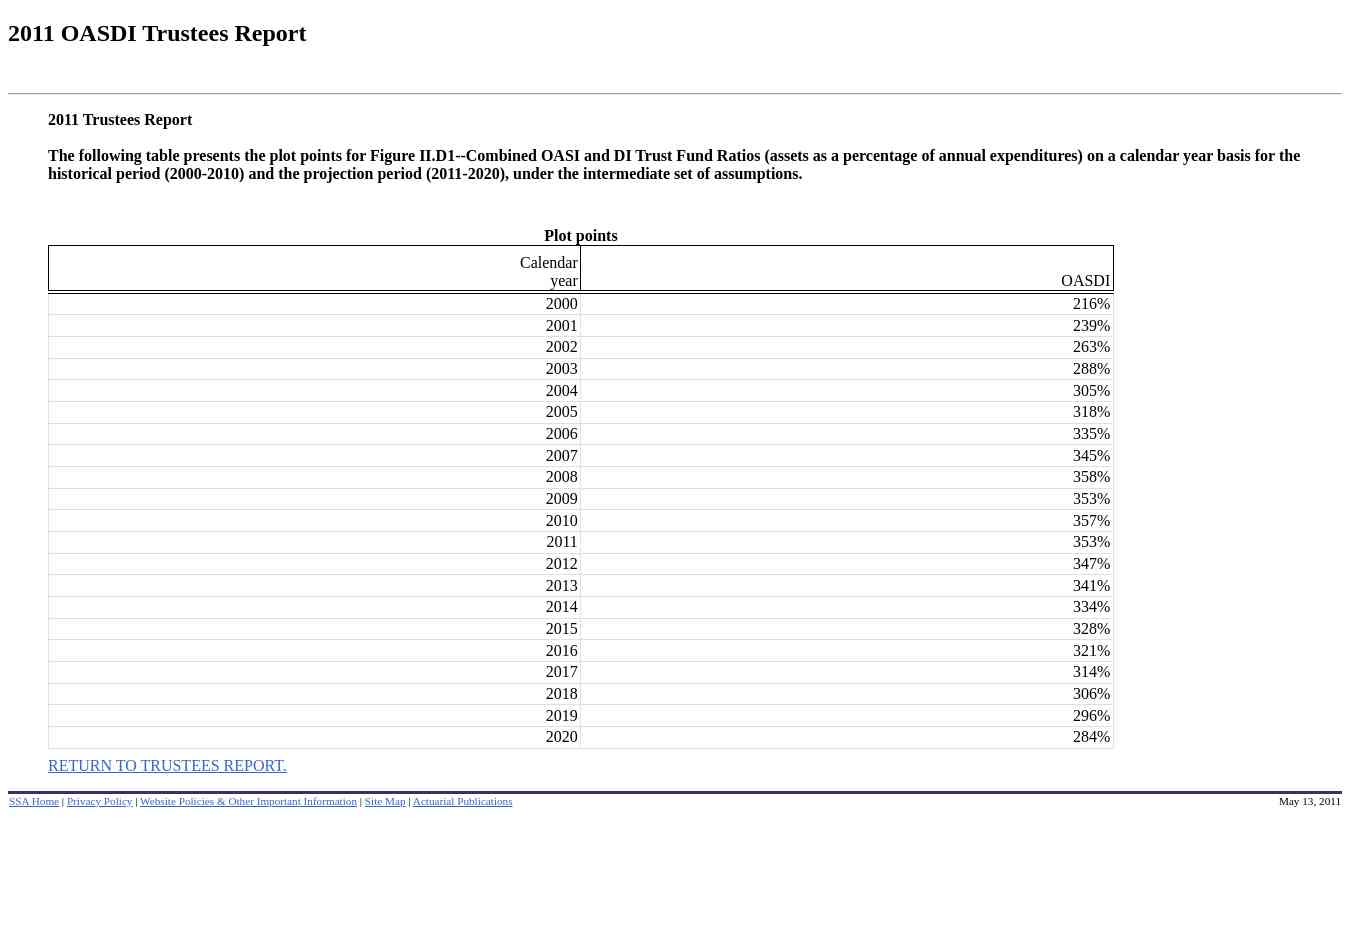 2011 OASDI Trustees Report
2011 Trustees Report
The following table presents the plot points for Figure II.D1--Combined OASI and DI Trust Fund Ratios (assets as a percentage of annual expenditures) on a calendar year basis for the
historical period (2000-2010) and the projection period (2011-2020), under the intermediate set of assumptions.
Plot points
Calendar
year OASDI
2000 216%
2001 239%
2002 263%
2003 288%
2004 305%
2005 318%
2006 335%
2007 345%
2008 358%
2009 353%
2010 357%
2011 353%
2012 347%
2013 341%
2014 334%
2015 328%
2016 321%
2017 314%
2018 306%
2019 296%
2020 284%
RETURN TO TRUSTEES REPORT.
SSA Home | Privacy Policy | Website Policies & Other Important Information | Site Map | Actuarial Publications May 13, 2011